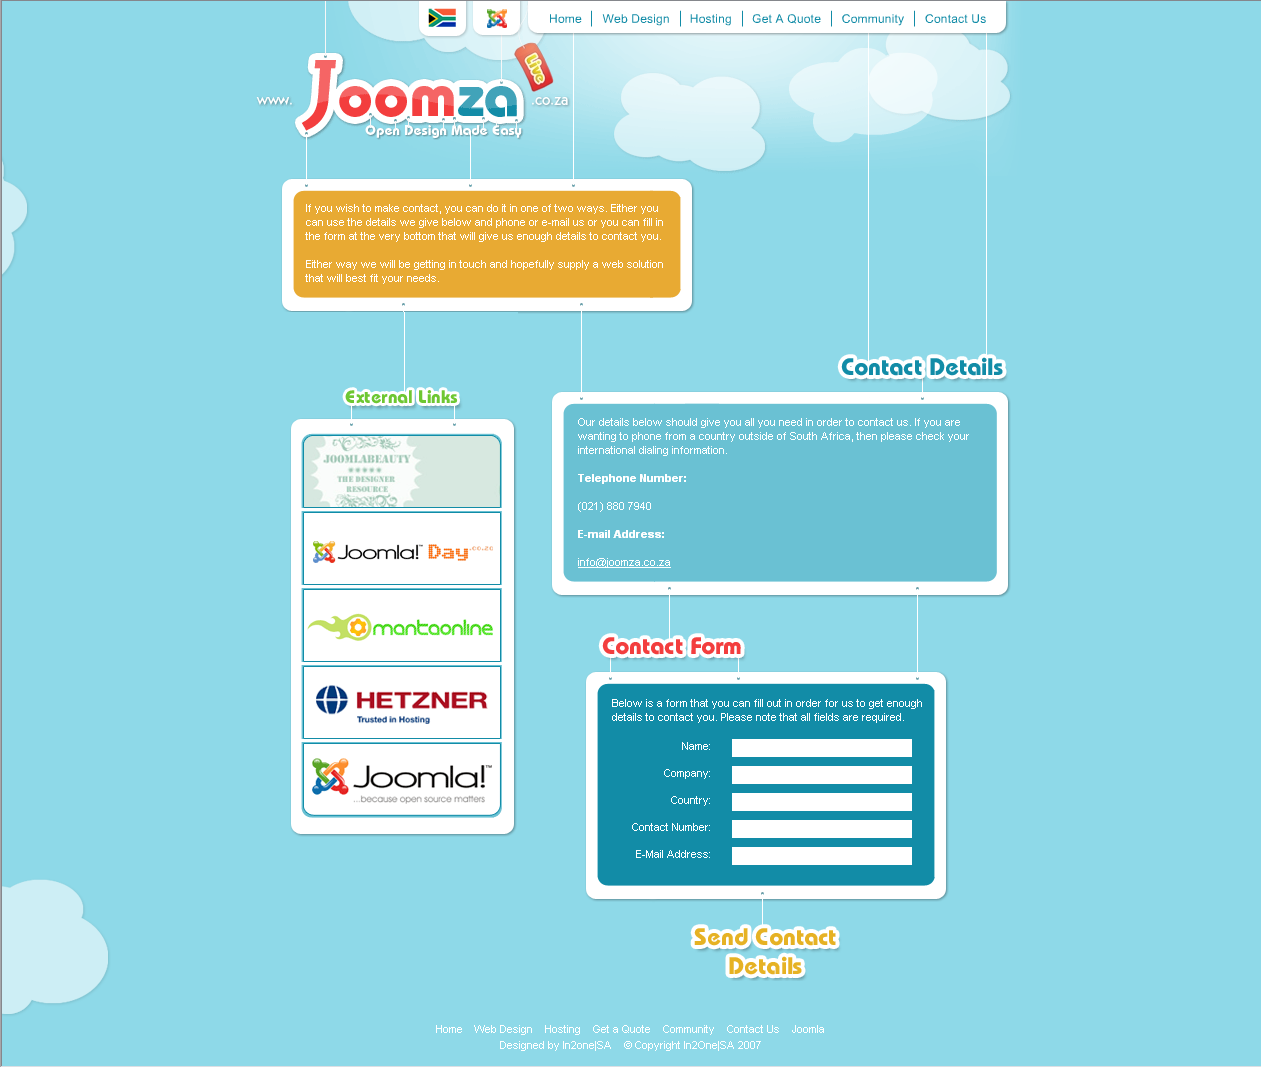 Home Web Design Hosting Get A Quote Community Contact Us
Live
www. Joomza .co.za
Open Design Made Easy
If you wish to make contact, you can do it in one of two ways. Either you
can use the details we give below and phone or e-mail us or you can fill in
the form at the very bottom that will give us enough details to contact you.
Either way we will be getting in touch and hopefully supply a web solution
that will best fit your needs.
External Links
JOOMLABEAUTY
THE DESIGNER
RESOURCE
Joomla!™ Day.co.za
mantaonline
HETZNER
Trusted in Hosting
Joomla!™
...because open source matters
Contact Details
Our details below should give you all you need in order to contact us. If you are
wanting to phone from a country outside of South Africa, then please check your
international dialing information.
Telephone Number:
(021) 880 7940
E-mail Address:
info@joomza.co.za
Contact Form
Below is a form that you can fill out in order for us to get enough
details to contact you. Please note that all fields are required.
Name:
Company:
Country:
Contact Number:
E-Mail Address:
Send Contact
Details
Home Web Design Hosting Get a Quote Community Contact Us Joomla
Designed by In2one|SA © Copyright In2One|SA 2007